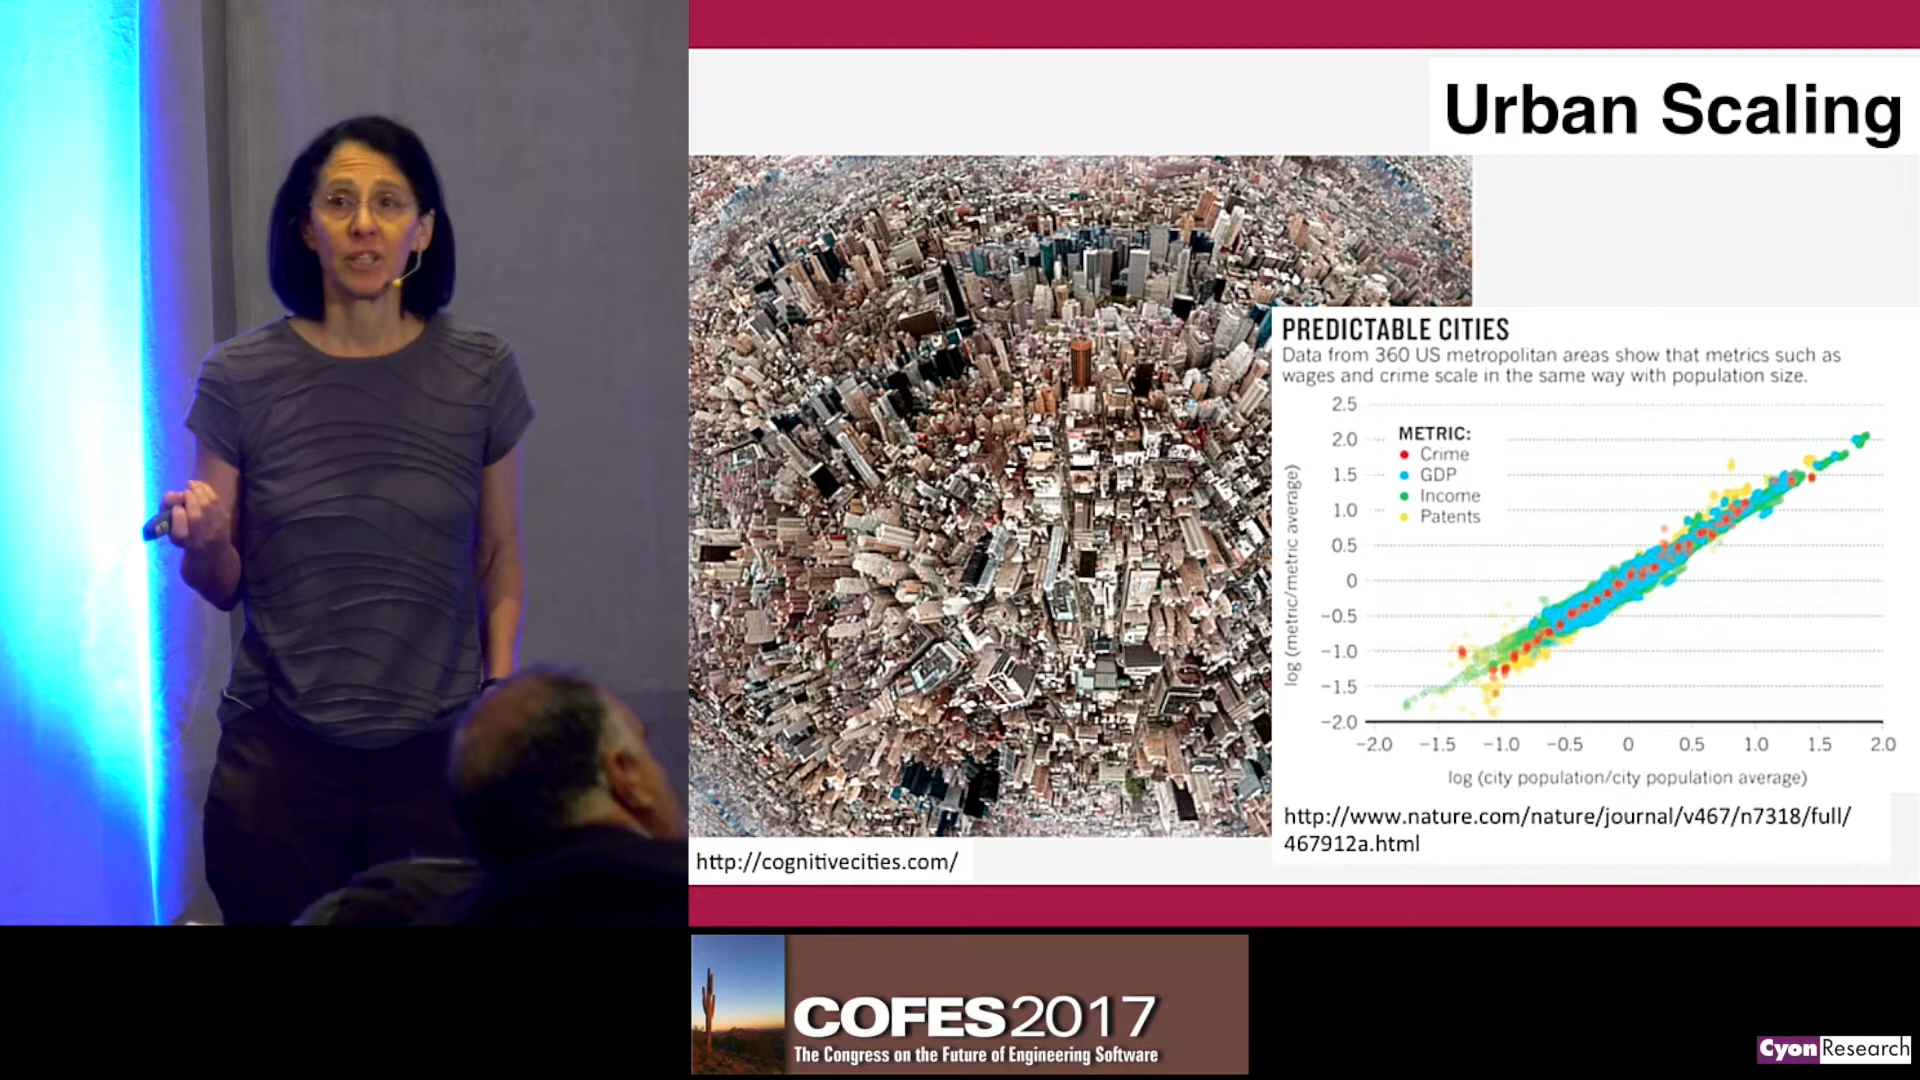 Urban Scaling
PREDICTABLE CITIES
Data from 360 US metropolitan areas show that metrics such as
wages and crime scale in the same way with population size.
2.5
2.0
1.5
1.0
0.5
0
−0.5
−1.0
−1.5
−2.0
METRIC:
Crime
GDP
Income
Patents
log (metric/metric average)
−2.0 −1.5 −1.0 −0.5 0 0.5 1.0 1.5 2.0
log (city population/city population average)
http://www.nature.com/nature/journal/v467/n7318/full/
467912a.html
http://cognitivecities.com/
COFES2017
The Congress on the Future of Engineering Software
CyonResearch